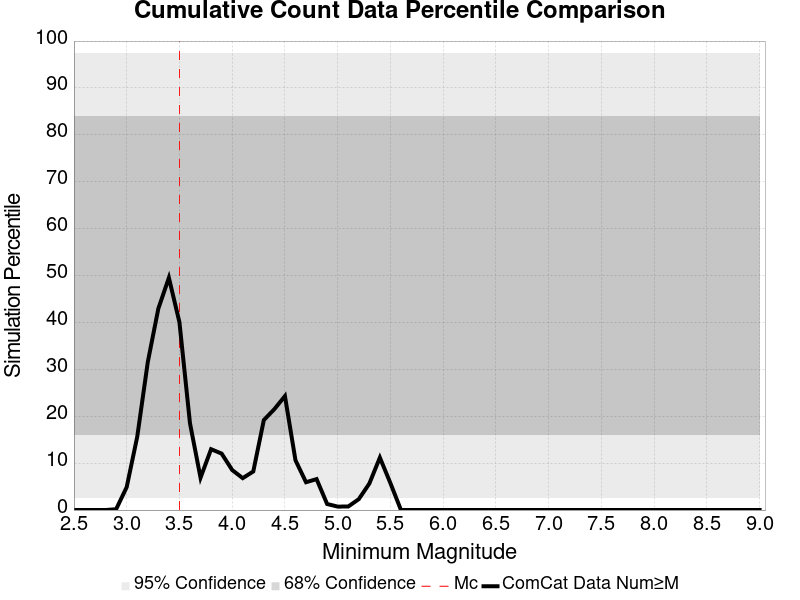 Cumulative Count Data Percentile Comparison
100
90
80
70
60
50
40
30
20
10
0
Simulation Percentile
2.5 3.0 3.5 4.0 4.5 5.0 5.5 6.0 6.5 7.0 7.5 8.0 8.5 9.0
Minimum Magnitude
95% Confidence 68% Confidence Mc ComCat Data Num≥M